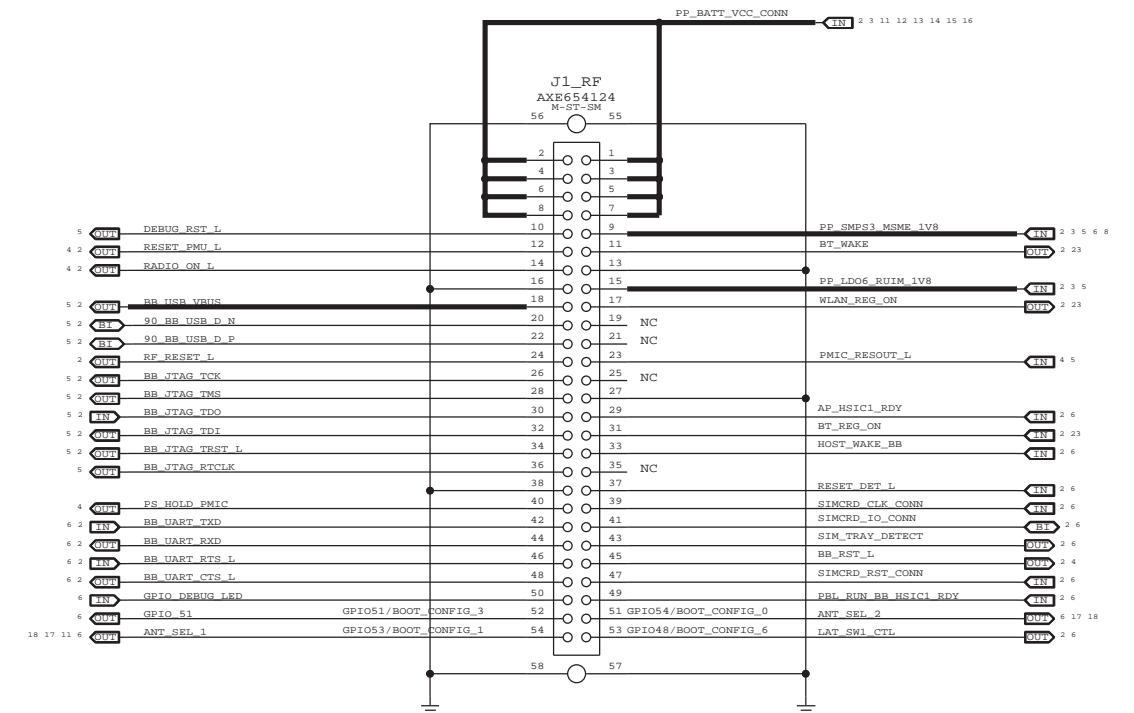 PP_BATT_VCC_CONN
IN 2 3 11 12 13 14 15 16
J1_RF
AXE654124
M-ST-SM
56 55
2 1
4 3
6 5
8 7
5 OUT DEBUG_RST_L 10 9 PP_SMPS3_MSME_1V8 IN 2 3 5 6 8
4 2 OUT RESET_PMU_L 12 11 BT_WAKE OUT 2 23
4 2 OUT RADIO_ON_L 14 13
16 15 PP_LDO6_RUIM_1V8 IN 2 3 5
5 2 OUT BB_USB_VBUS 18 17 WLAN_REG_ON OUT 2 23
5 2 BI 90_BB_USB_D_N 20 19 NC
5 2 BI 90_BB_USB_D_P 22 21 NC
2 OUT RF_RESET_L 24 23 PMIC_RESOUT_L IN 4 5
5 2 OUT BB_JTAG_TCK 26 25 NC
5 2 OUT BB_JTAG_TMS 28 27
5 2 IN BB_JTAG_TDO 30 29 AP_HSIC1_RDY IN 2 6
5 2 OUT BB_JTAG_TDI 32 31 BT_REG_ON IN 2 23
5 2 OUT BB_JTAG_TRST_L 34 33 HOST_WAKE_BB IN 2 6
5 OUT BB_JTAG_RTCLK 36 35 NC
38 37 RESET_DET_L IN 2 6
4 OUT PS_HOLD_PMIC 40 39 SIMCRD_CLK_CONN IN 2 6
6 2 IN BB_UART_TXD 42 41 SIMCRD_IO_CONN BI 2 6
6 2 OUT BB_UART_RXD 44 43 SIM_TRAY_DETECT OUT 2 6
6 2 IN BB_UART_RTS_L 46 45 BB_RST_L OUT 2 4
6 2 OUT BB_UART_CTS_L 48 47 SIMCRD_RST_CONN IN 2 6
6 IN GPIO_DEBUG_LED 50 49 PBL_RUN_BB_HSIC1_RDY IN 2 6
6 OUT GPIO_51 GPIO51/BOOT_CONFIG_3 52 51 GPIO54/BOOT_CONFIG_0 ANT_SEL_2 OUT 6 17 18
18 17 11 6 OUT ANT_SEL_1 GPIO53/BOOT_CONFIG_1 54 53 GPIO48/BOOT_CONFIG_6 LAT_SW1_CTL OUT 2 6
58 57